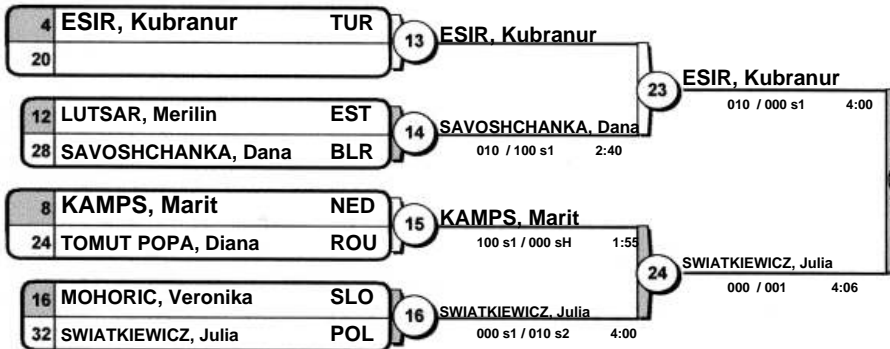 4 ESIR, Kubranur TUR
20
13
ESIR, Kubranur
12 LUTSAR, Merilin EST
28 SAVOSHCHANKA, Dana BLR
14
SAVOSHCHANKA, Dana
010 / 100 s1 2:40
23
ESIR, Kubranur
010 / 000 s1 4:00
8 KAMPS, Marit NED
24 TOMUT POPA, Diana ROU
15
KAMPS, Marit
100 s1 / 000 sH 1:55
16 MOHORIC, Veronika SLO
32 SWIATKIEWICZ, Julia POL
16
SWIATKIEWICZ, Julia
000 s1 / 010 s2 4:00
24
SWIATKIEWICZ, Julia
000 / 001 4:06